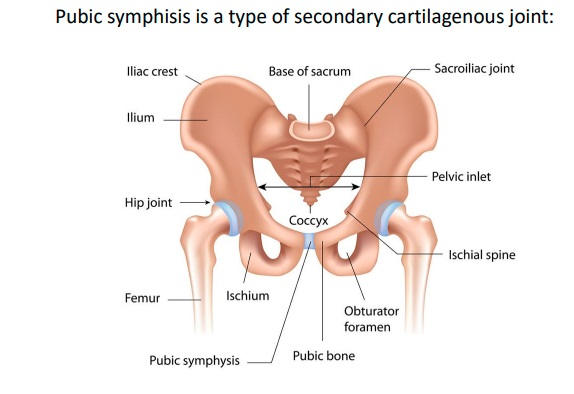 Pubic symphisis is a type of secondary cartilagenous joint:
Iliac crest
Base of sacrum
Sacroiliac joint
Ilium
Pelvic inlet
Hip joint
Coccyx
Ischial spine
Femur
Ischium
Obturator
foramen
Pubic symphysis
Pubic bone